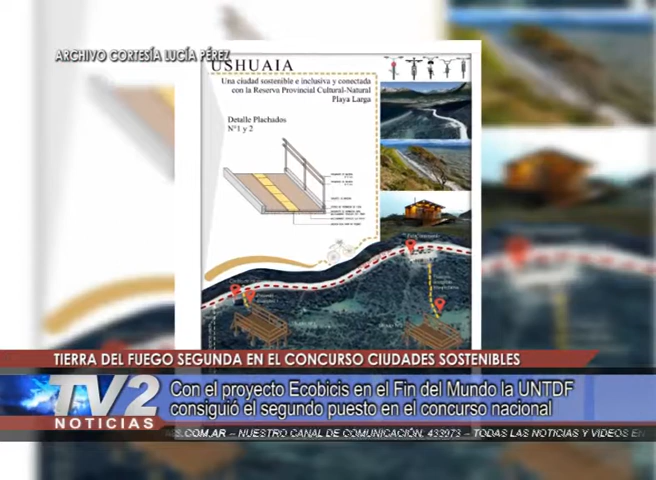 ARCHIVO CORTESÍA LUCÍA PÉREZ
USHUAIA
Una ciudad sostenible e inclusiva y conectada
con la Reserva Provincial Cultural-Natural
Playa Larga
Detalle Plachados
N°1 y 2
TIERRA DEL FUEGO SEGUNDA EN EL CONCURSO CIUDADES SOSTENIBLES
TV2
NOTICIAS
Con el proyecto Ecobicis en el Fin del Mundo la UNTDF
consiguió el segundo puesto en el concurso nacional
.COM.AR – NUESTRO CANAL DE COMUNICACIÓN: 433973 – TODAS LAS NOTICIAS Y VIDEOS EN